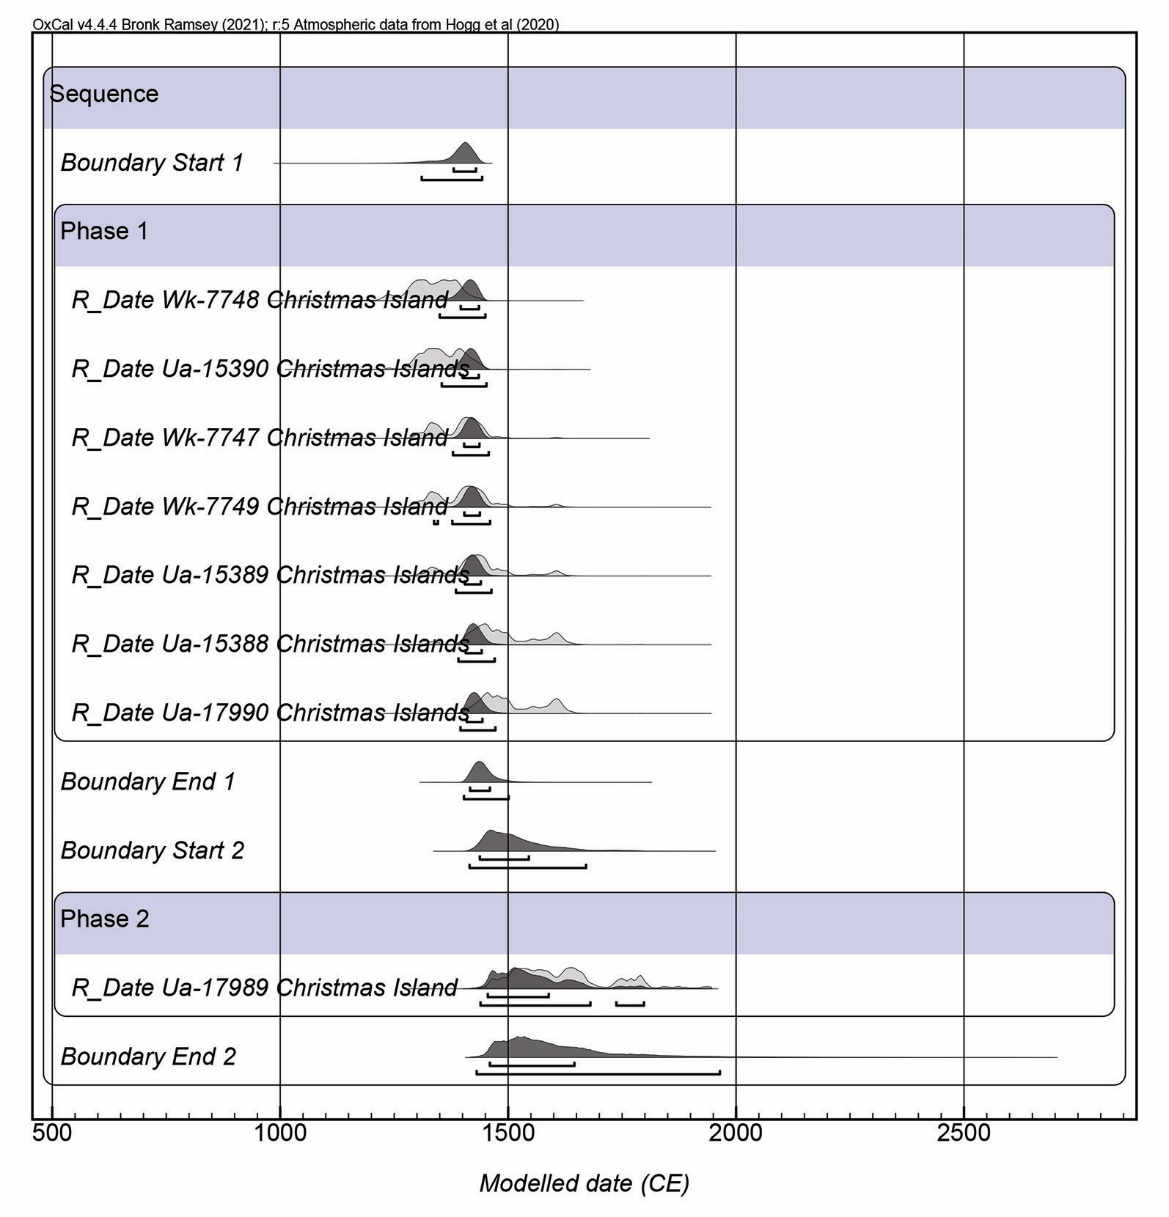 OxCal v4.4.4 Bronk Ramsey (2021); r:5 Atmospheric data from Hogg et al (2020)
Sequence
Boundary Start 1
Phase 1
R_Date Wk-7748 Christmas Island
R_Date Ua-15390 Christmas Islands
R_Date Wk-7747 Christmas Island
R_Date Wk-7749 Christmas Island
R_Date Ua-15389 Christmas Islands
R_Date Ua-15388 Christmas Islands
R_Date Ua-17990 Christmas Islands
Boundary End 1
Boundary Start 2
Phase 2
R_Date Ua-17989 Christmas Island
Boundary End 2
500 1000 1500 2000 2500
Modelled date (CE)